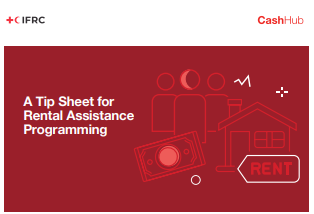 IFRC
CashHub
A Tip Sheet for
Rental Assistance
Programming
RENT